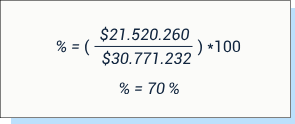 % = ( $21.520.260 / $30.771.232 ) *100
% = 70 %